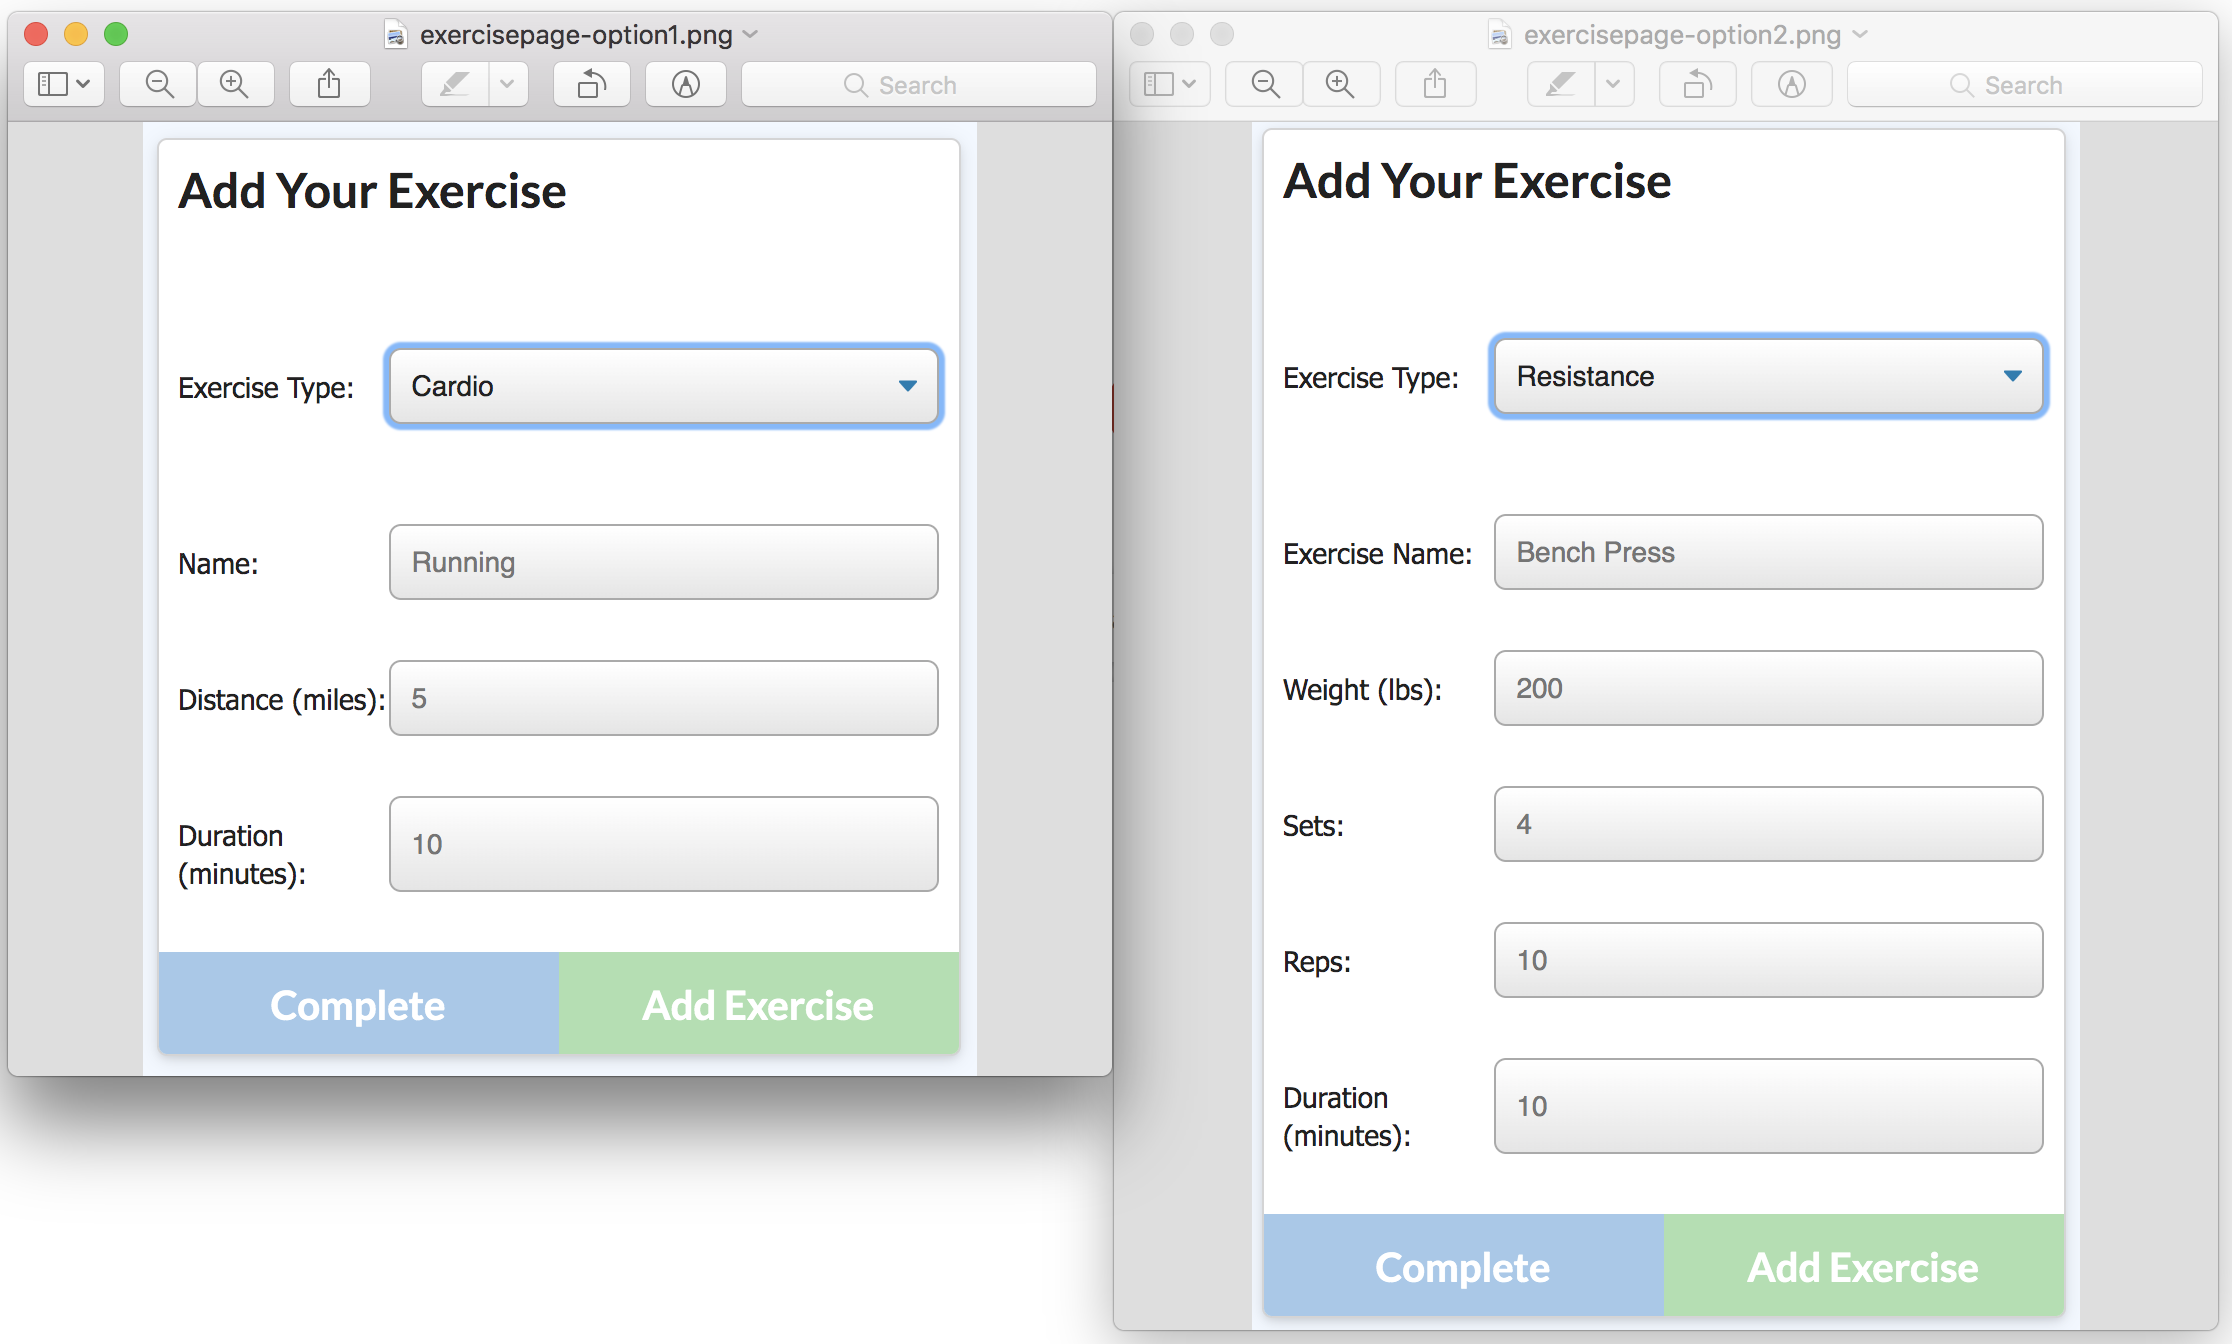 exercisepage-option1.png
Search
Add Your Exercise
Exercise Type:
Cardio
Name:
Running
Distance (miles):
5
Duration
(minutes):
10
Complete
Add Exercise
exercisepage-option2.png
Search
Add Your Exercise
Exercise Type:
Resistance
Exercise Name:
Bench Press
Weight (lbs):
200
Sets:
4
Reps:
10
Duration
(minutes):
10
Complete
Add Exercise